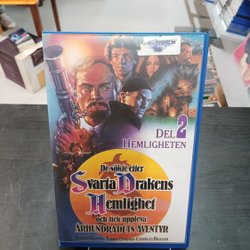 DEL 2
HEMLIGHETEN
De sökte efter
Svarta Drakens
Hemlighet
och fick uppleva
ÅRHUNDRADETS ÄVENTYR